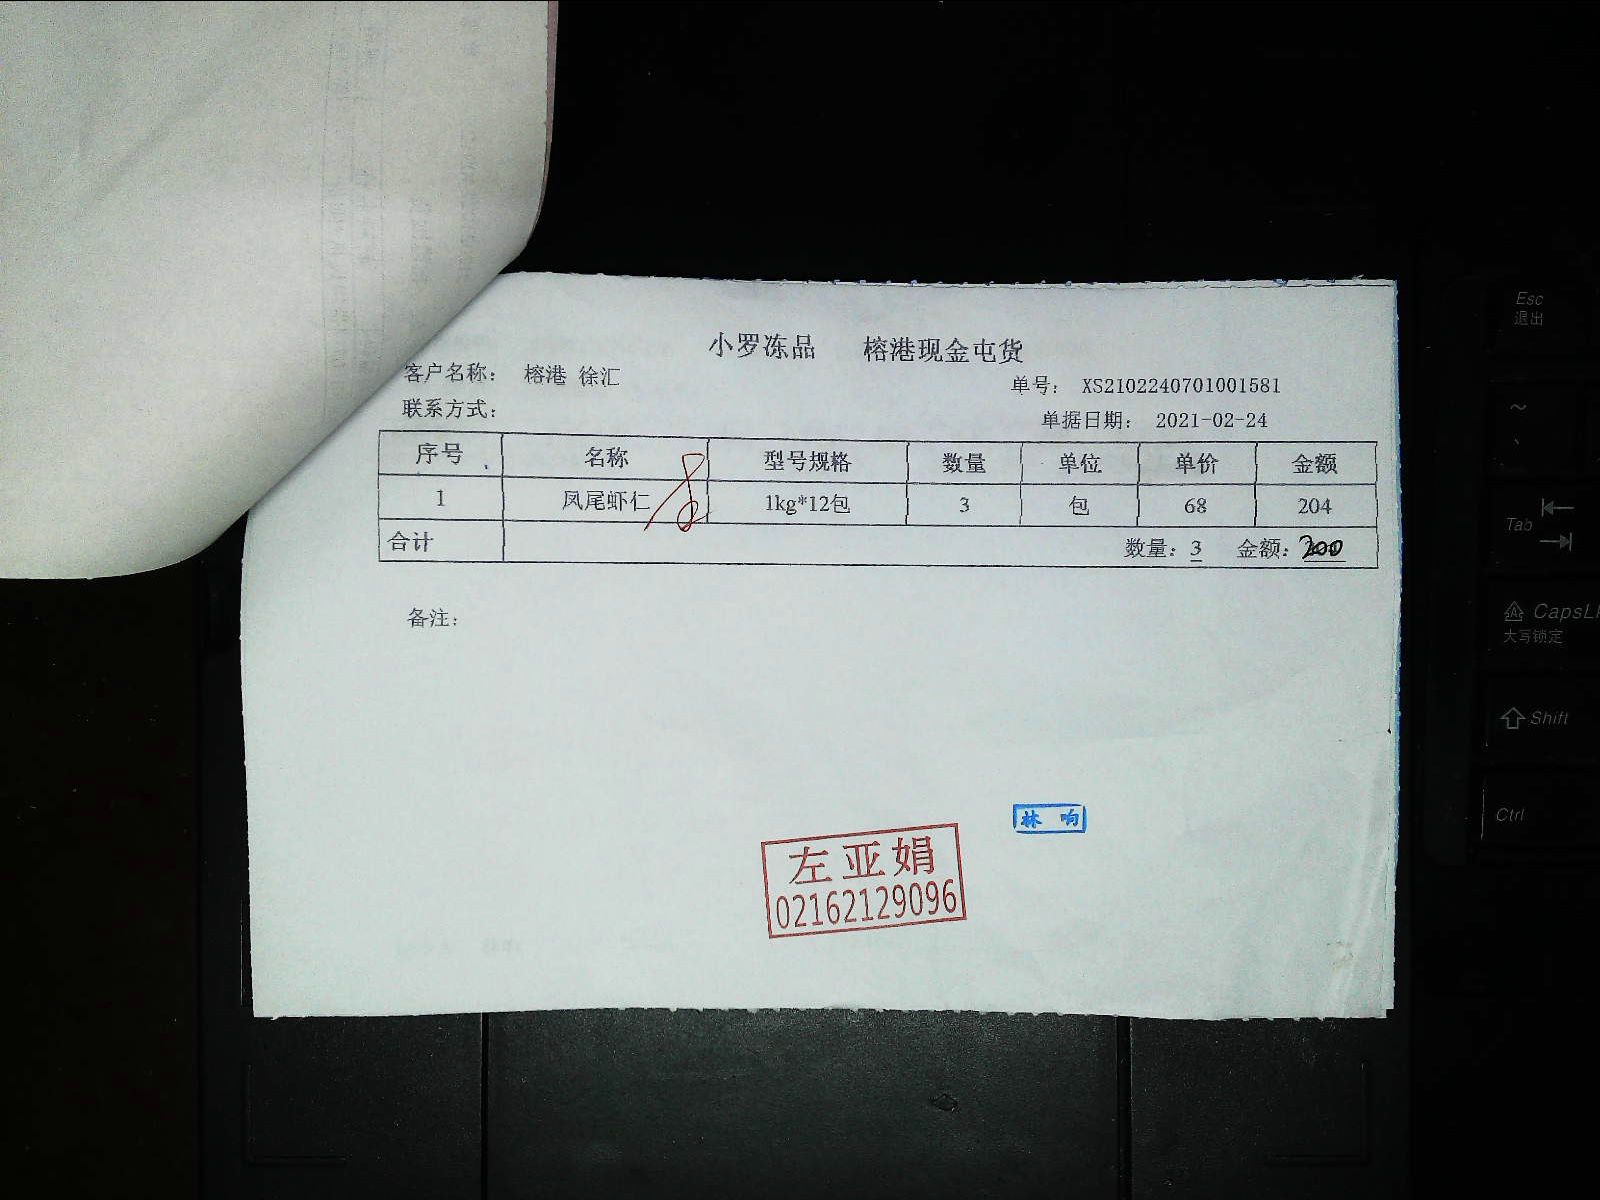 小罗冻品 榕港现金屯货
客户名称： 榕港 徐汇
单号： XS2102240701001581
联系方式：
单据日期： 2021-02-24
序号 名称 型号规格 数量 单位 单价 金额
1 凤尾虾仁 1kg*12包 3 包 68 204
合计 数量：3 金额：200
备注：
林 响
左亚娟
02162129096
Esc
退出
~
、
Tab
CapsL
大写锁定
Shift
Ctrl